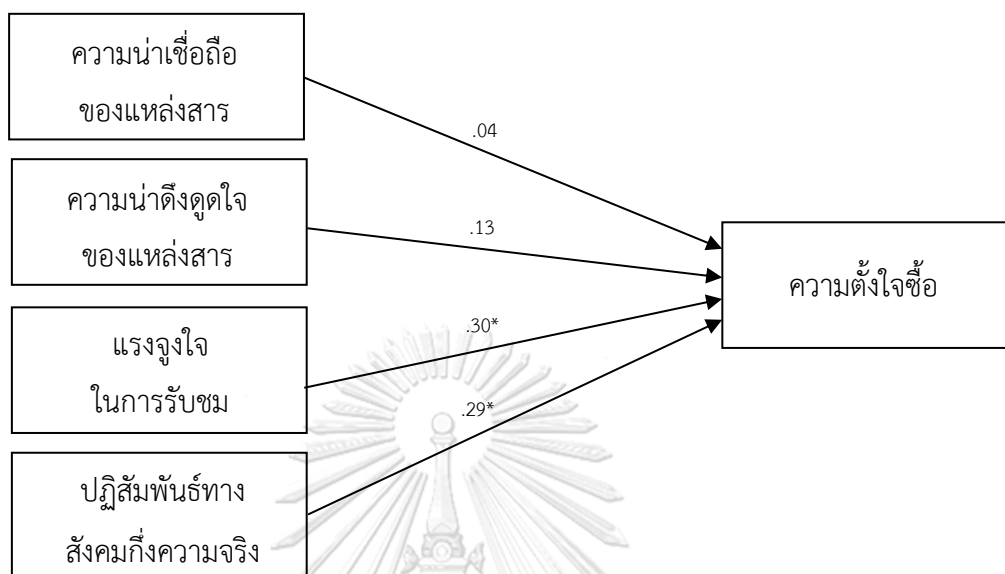 ความน่าเชื่อถือ
ของแหล่งสาร
.04
ความน่าดึงดูดใจ
ของแหล่งสาร
.13
ความตั้งใจซื้อ
แรงจูงใจ
ในการรับชม
.30*
.29*
ปฏิสัมพันธ์ทาง
สังคมกึ่งความจริง